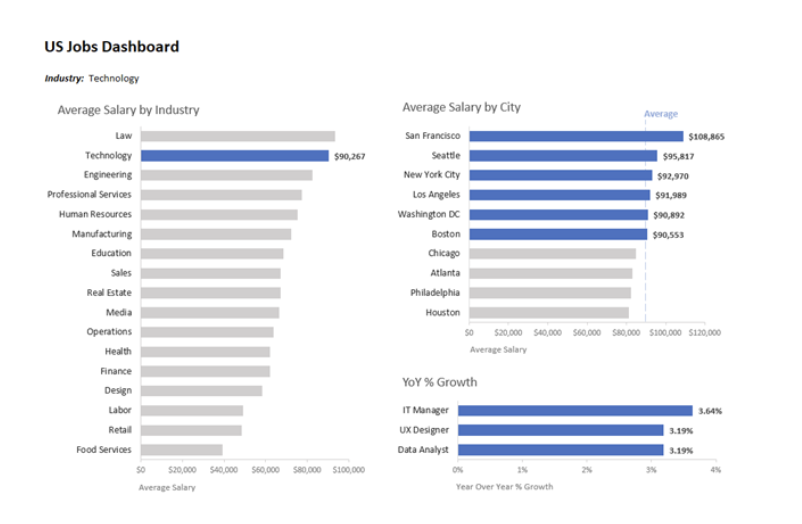 US Jobs Dashboard
Industry: Technology
Average Salary by Industry
Law
Technology $90,267
Engineering
Professional Services
Human Resources
Manufacturing
Education
Sales
Real Estate
Media
Operations
Health
Finance
Design
Labor
Retail
Food Services
$0 $20,000 $40,000 $60,000 $80,000 $100,000
Average Salary
Average Salary by City
Average
San Francisco $108,865
Seattle $95,817
New York City $92,970
Los Angeles $91,989
Washington DC $90,892
Boston $90,553
Chicago
Atlanta
Philadelphia
Houston
$0 $20,000 $40,000 $60,000 $80,000 $100,000 $120,000
Average Salary
YoY % Growth
IT Manager 3.64%
UX Designer 3.19%
Data Analyst 3.19%
0% 1% 2% 3% 4%
Year Over Year % Growth